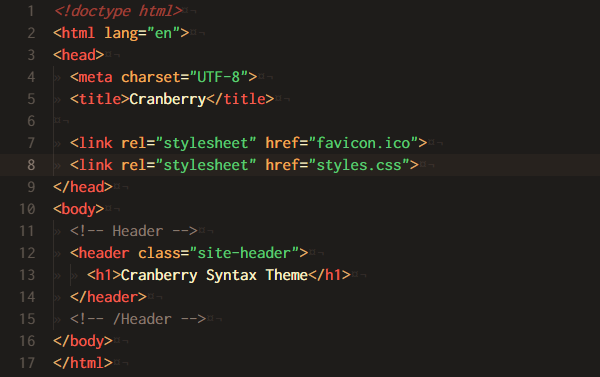 1 <!doctype html>
2 <html lang="en">
3 <head>
4 <meta charset="UTF-8">
5 <title>Cranberry</title>
6
7 <link rel="stylesheet" href="favicon.ico">
8 <link rel="stylesheet" href="styles.css">
9 </head>
10 <body>
11 <!-- Header -->
12 <header class="site-header">
13 <h1>Cranberry Syntax Theme</h1>
14 </header>
15 <!-- /Header -->
16 </body>
17 </html>